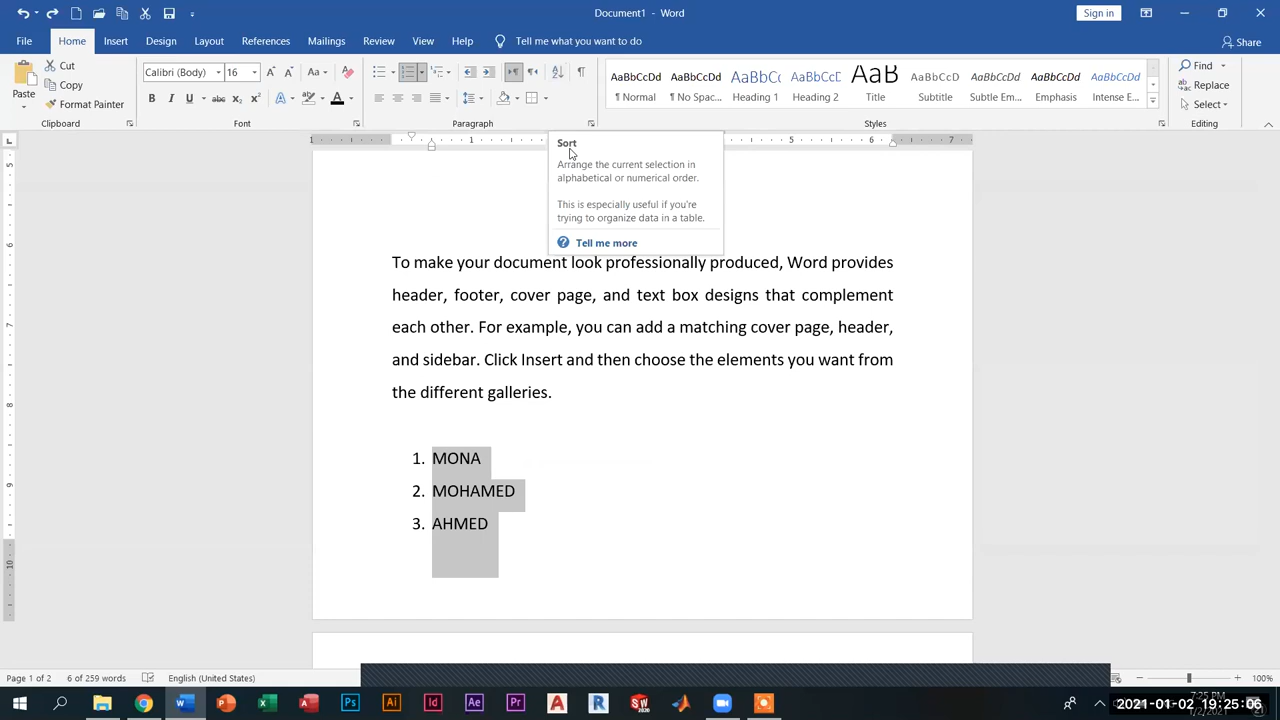 Document1 - Word
Sign in
File Home Insert Design Layout References Mailings Review View Help Tell me what you want to do
Share
Paste
Cut
Copy
Format Painter
Clipboard
Calibri (Body) 16
Font
Paragraph
AaBbCcDd AaBbCcDd AaBbCc AaBbCcC AaB AaBbCcD AaBbCcDd AaBbCcDd AaBbCcDd
¶ Normal ¶ No Spac... Heading 1 Heading 2 Title Subtitle Subtle Em... Emphasis Intense E...
Styles
Find
Replace
Select
Editing
Sort
Arrange the current selection in
alphabetical or numerical order.
This is especially useful if you're
trying to organize data in a table.
Tell me more
To make your document look professionally produced, Word provides
header, footer, cover page, and text box designs that complement
each other. For example, you can add a matching cover page, header,
and sidebar. Click Insert and then choose the elements you want from
the different galleries.
1. MONA
2. MOHAMED
3. AHMED
Page 1 of 2 6 of 259 words English (United States)
100%
7:25 PM
1/2/2021
2021-01-02 19:25:06